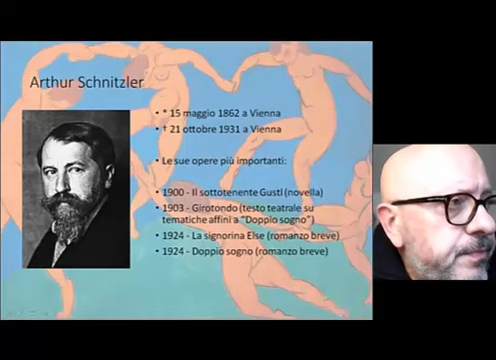 Arthur Schnitzler
• * 15 maggio 1862 a Vienna
• † 21 ottobre 1931 a Vienna
• Le sue opere più importanti:
• 1900 - Il sottotenente Gustl (novella)
• 1903 - Girotondo (testo teatrale su
tematiche affini a "Doppio sogno")
• 1924 - La signorina Else (romanzo breve)
• 1924 - Doppio sogno (romanzo breve)